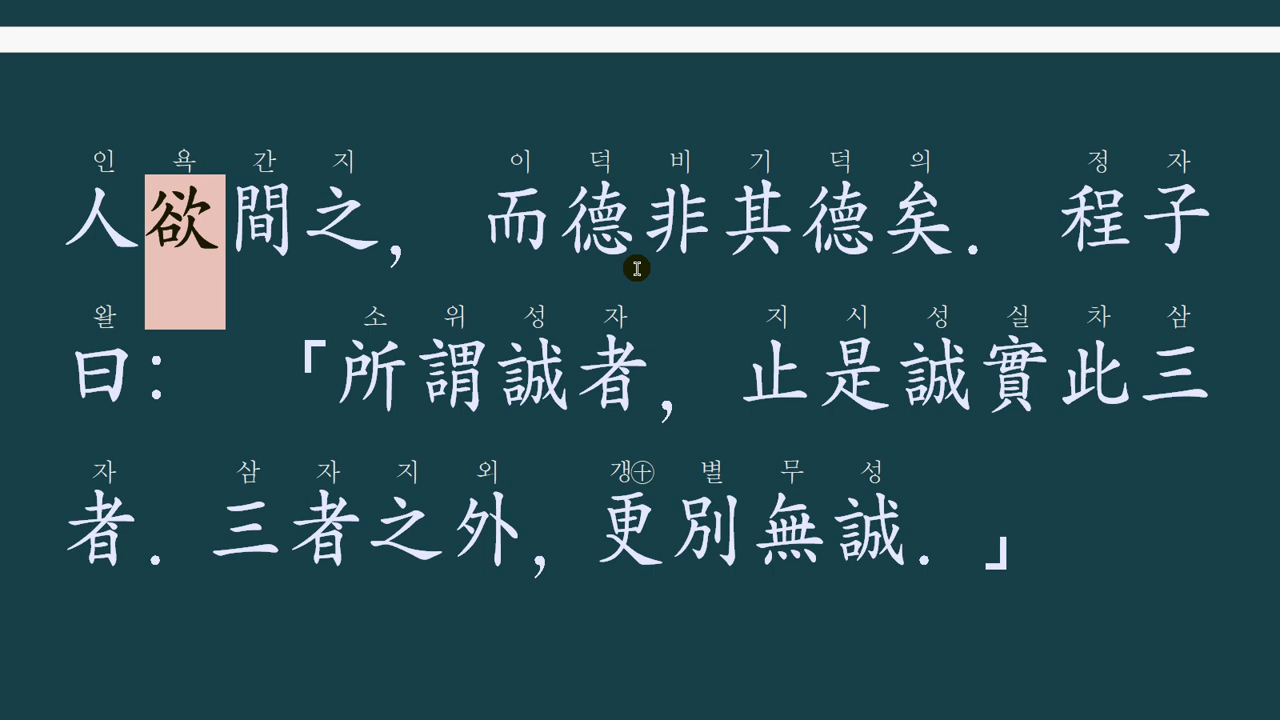 인 욕 간 지 이 덕 비 기 덕 의 정 자
人欲間之, 而德非其德矣. 程子
왈 소 위 성 자 지 시 성 실 차 삼
曰: 「所謂誠者, 止是誠實此三
자 삼 자 지 외 갱㊉ 별 무 성
者. 三者之外, 更別無誠. 」